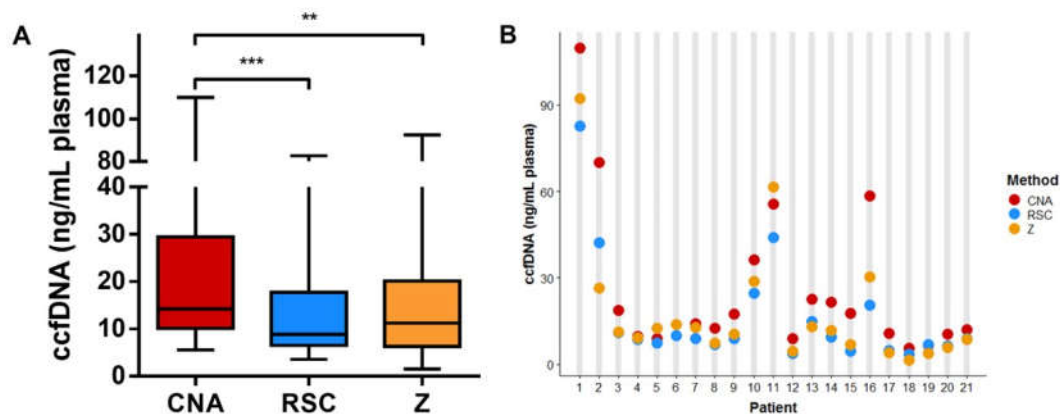 A
ccfDNA (ng/mL plasma)
**
***
120
100
80
60
40
30
20
10
0
CNA RSC Z
B
ccfDNA (ng/mL plasma)
90
60
30
0
1 2 3 4 5 6 7 8 9 10 11 12 13 14 15 16 17 18 19 20 21
Patient
Method
CNA
RSC
Z